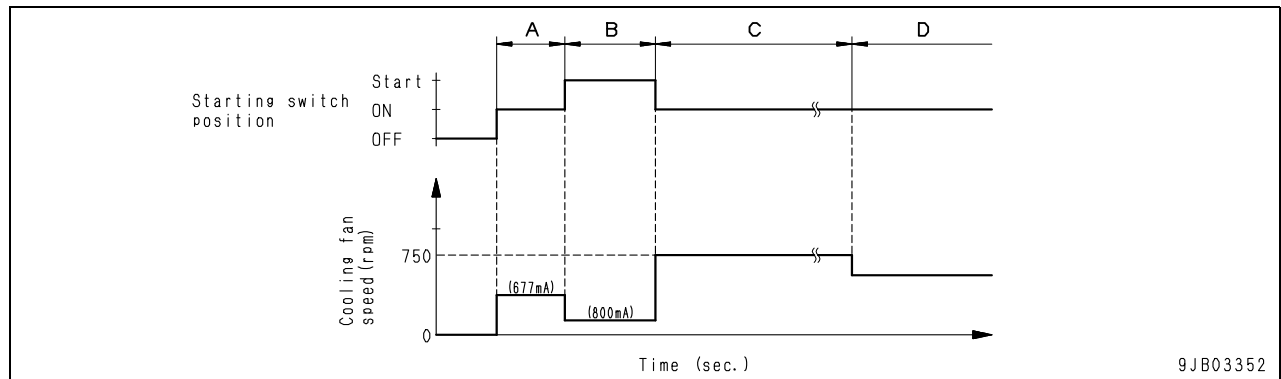 A B C D
Start
Starting switch
position
ON
OFF
Cooling fan
speed(rpm)
750
0
(677mA)
(800mA)
Time (sec.)
9JB03352